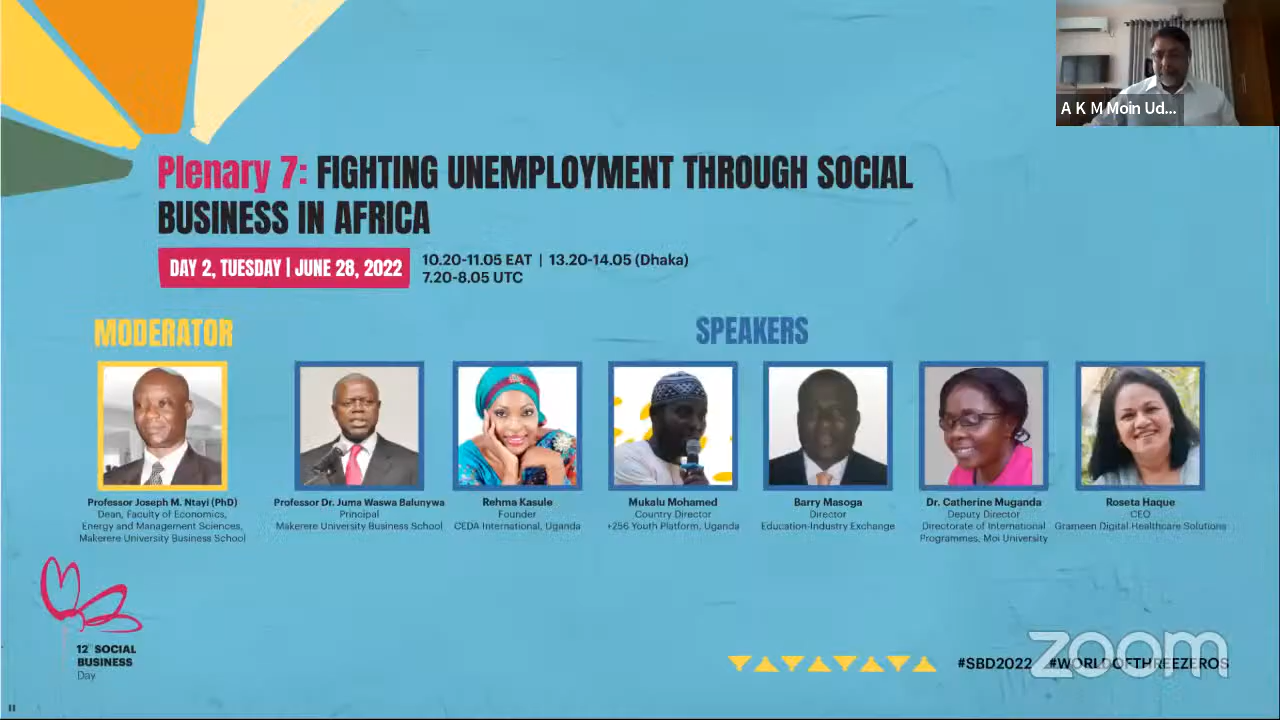 A K M Moin Ud...
Plenary 7: FIGHTING UNEMPLOYMENT THROUGH SOCIAL
BUSINESS IN AFRICA
DAY 2, TUESDAY | JUNE 28, 2022
10.20-11.05 EAT | 13.20-14.05 (Dhaka)
7.20-8.05 UTC
MODERATOR
SPEAKERS
Professor Joseph M. Ntayi (PhD)
Dean, Faculty of Economics,
Energy and Management Sciences,
Makerere University Business School
Professor Dr. Juma Waswa Balunywa
Principal
Makerere University Business School
Rehma Kasule
Founder
CEDA International, Uganda
Mukalu Mohamed
Country Director
+256 Youth Platform, Uganda
Barry Masoga
Director
Education-Industry Exchange
Dr. Catherine Muganda
Deputy Director
Directorate of International
Programmes, Moi University
Roseta Haque
CEO
Grameen Digital Healthcare Solutions
12 SOCIAL
BUSINESS
Day
#SBD2022 #WORLDOFTHREEZEROS
zoom